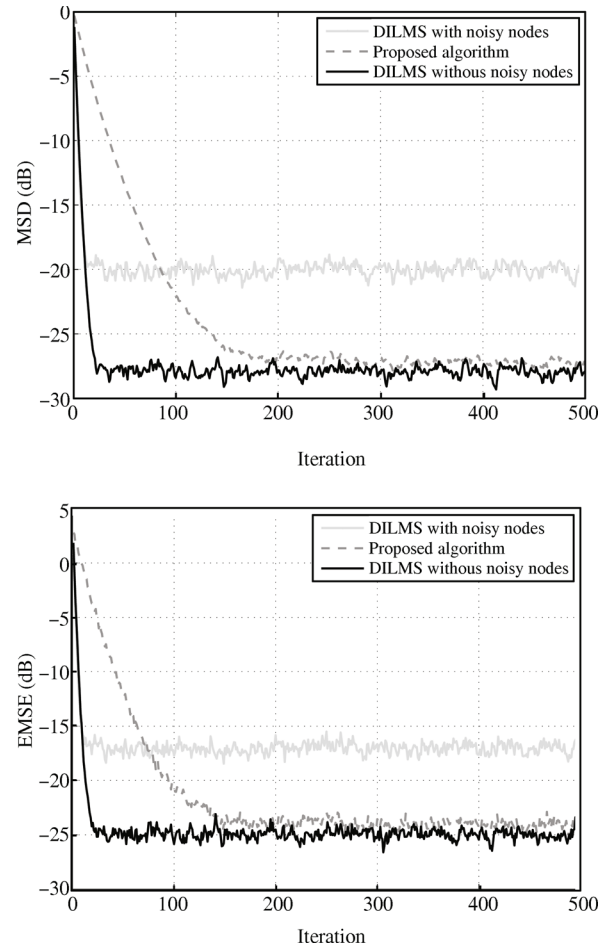 0
−5
−10
−15
−20
−25
−30
MSD (dB)
DILMS with noisy nodes
Proposed algorithm
DILMS withous noisy nodes
0 100 200 300 400 500
Iteration
5
0
−5
−10
−15
−20
−25
−30
EMSE (dB)
DILMS with noisy nodes
Proposed algorithm
DILMS withous noisy nodes
0 100 200 300 400 500
Iteration